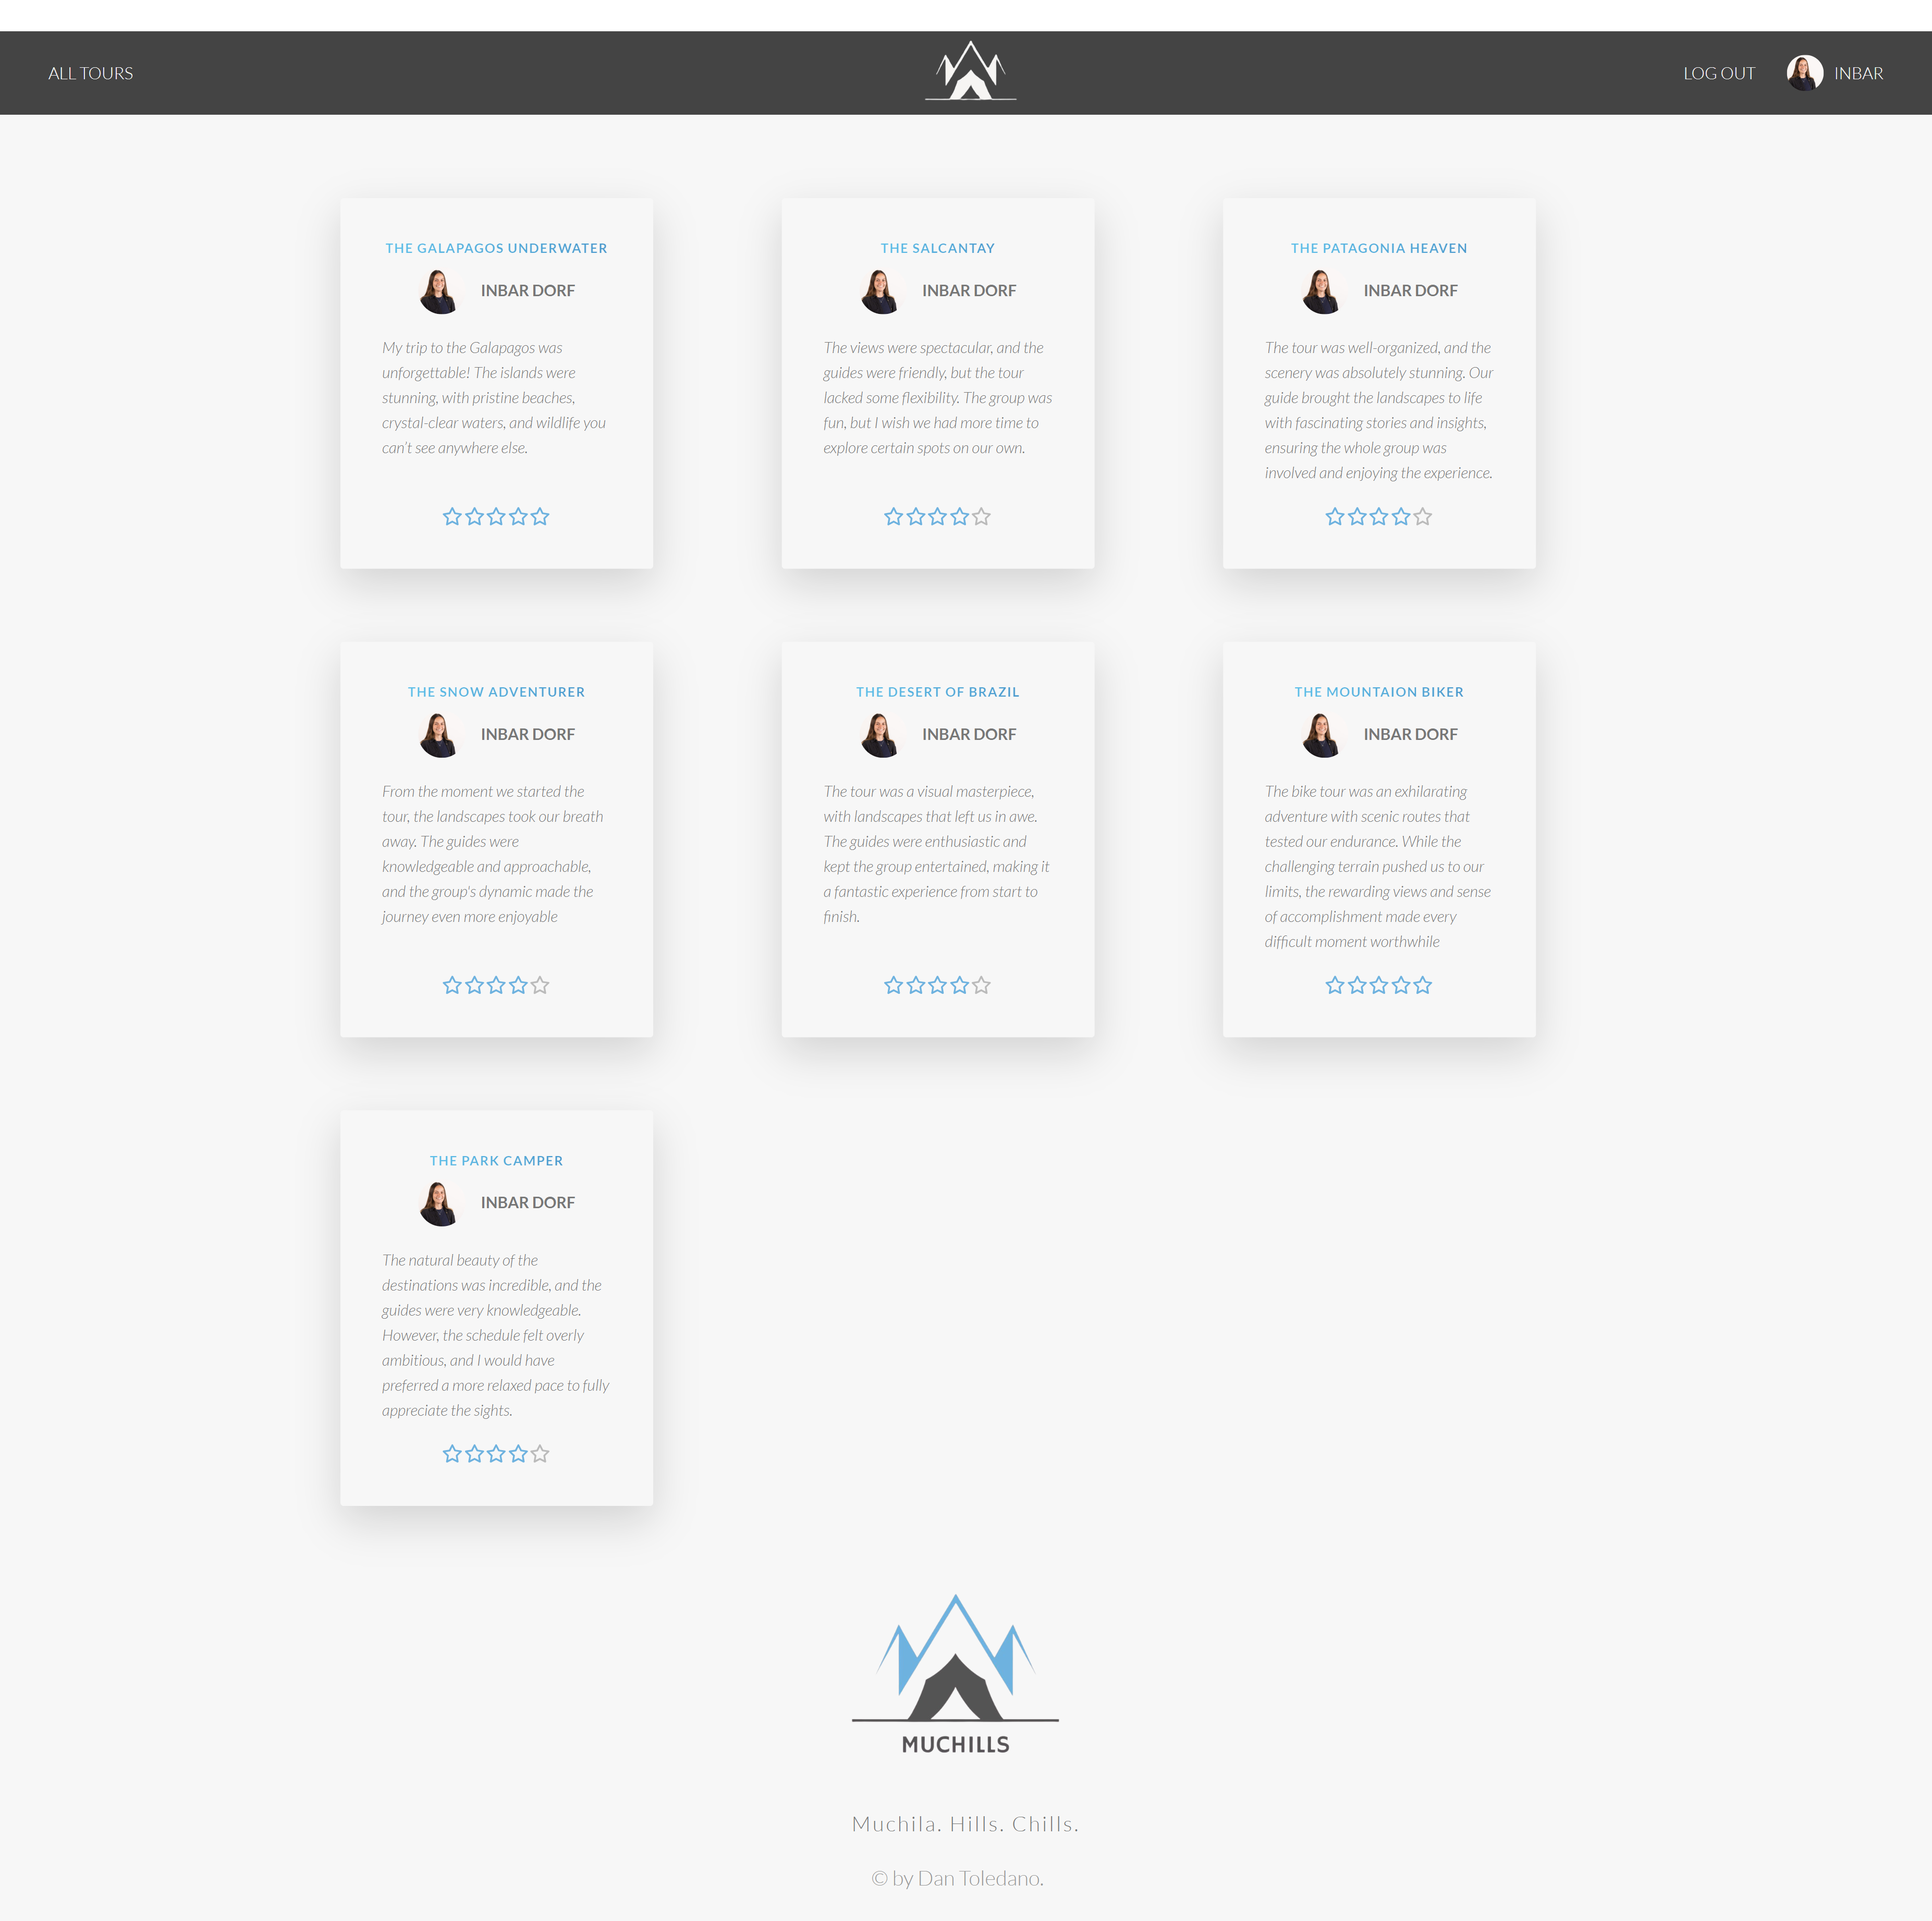 ALL TOURS
LOG OUT
INBAR
THE GALAPAGOS UNDERWATER
INBAR DORF
My trip to the Galapagos was
unforgettable! The islands were
stunning, with pristine beaches,
crystal-clear waters, and wildlife you
can't see anywhere else.
THE SALCANTAY
INBAR DORF
The views were spectacular, and the
guides were friendly, but the tour
lacked some flexibility. The group was
fun, but I wish we had more time to
explore certain spots on our own.
THE PATAGONIA HEAVEN
INBAR DORF
The tour was well-organized, and the
scenery was absolutely stunning. Our
guide brought the landscapes to life
with fascinating stories and insights,
ensuring the whole group was
involved and enjoying the experience.
THE SNOW ADVENTURER
INBAR DORF
From the moment we started the
tour, the landscapes took our breath
away. The guides were
knowledgeable and approachable,
and the group's dynamic made the
journey even more enjoyable
THE DESERT OF BRAZIL
INBAR DORF
The tour was a visual masterpiece,
with landscapes that left us in awe.
The guides were enthusiastic and
kept the group entertained, making it
a fantastic experience from start to
finish.
THE MOUNTAION BIKER
INBAR DORF
The bike tour was an exhilarating
adventure with scenic routes that
tested our endurance. While the
challenging terrain pushed us to our
limits, the rewarding views and sense
of accomplishment made every
difficult moment worthwhile
THE PARK CAMPER
INBAR DORF
The natural beauty of the
destinations was incredible, and the
guides were very knowledgeable.
However, the schedule felt overly
ambitious, and I would have
preferred a more relaxed pace to fully
appreciate the sights.
MUCHILLS
Muchila. Hills. Chills.
© by Dan Toledano.